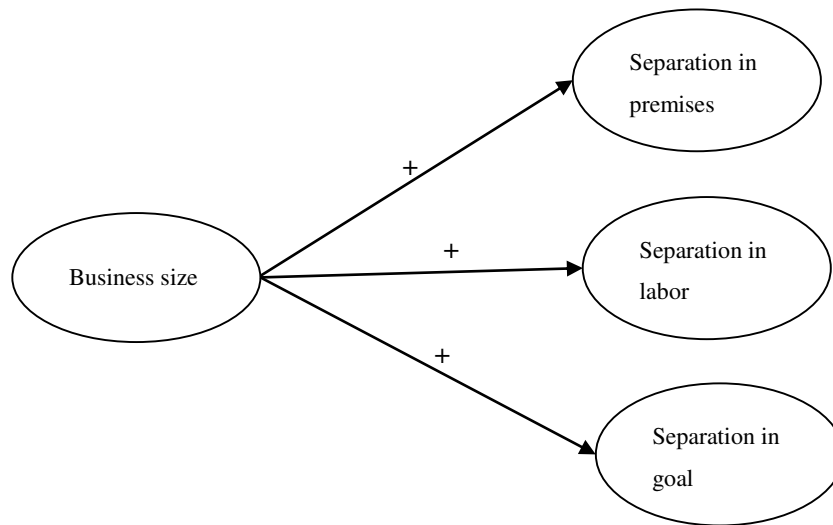 Separation in
premises
+
Business size
+
Separation in
labor
+
Separation in
goal